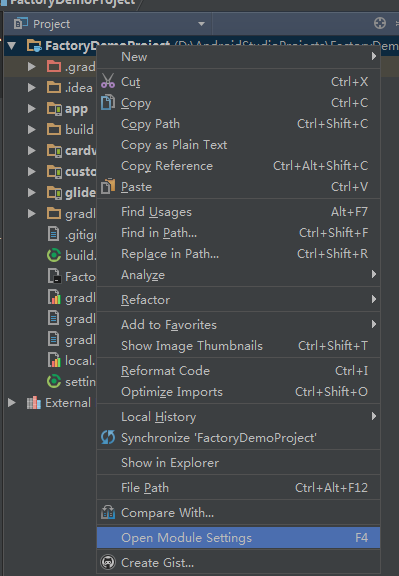 FactoryDemoProject
Project
FactoryDemoProject (D:\AndroidStudioProjects\FactoryDemo
.grad
.idea
app
build
cardv
custo
glide
gradl
.gitig
build.
Facto
gradl
gradl
gradl
local.
settin
External
New
Cut Ctrl+X
Copy Ctrl+C
Copy Path Ctrl+Shift+C
Copy as Plain Text
Copy Reference Ctrl+Alt+Shift+C
Paste Ctrl+V
Find Usages Alt+F7
Find in Path... Ctrl+Shift+F
Replace in Path... Ctrl+Shift+R
Analyze
Refactor
Add to Favorites
Show Image Thumbnails Ctrl+Shift+T
Reformat Code Ctrl+I
Optimize Imports Ctrl+Shift+O
Local History
Synchronize 'FactoryDemoProject'
Show in Explorer
File Path Ctrl+Alt+F12
Compare With...
Open Module Settings F4
Create Gist...